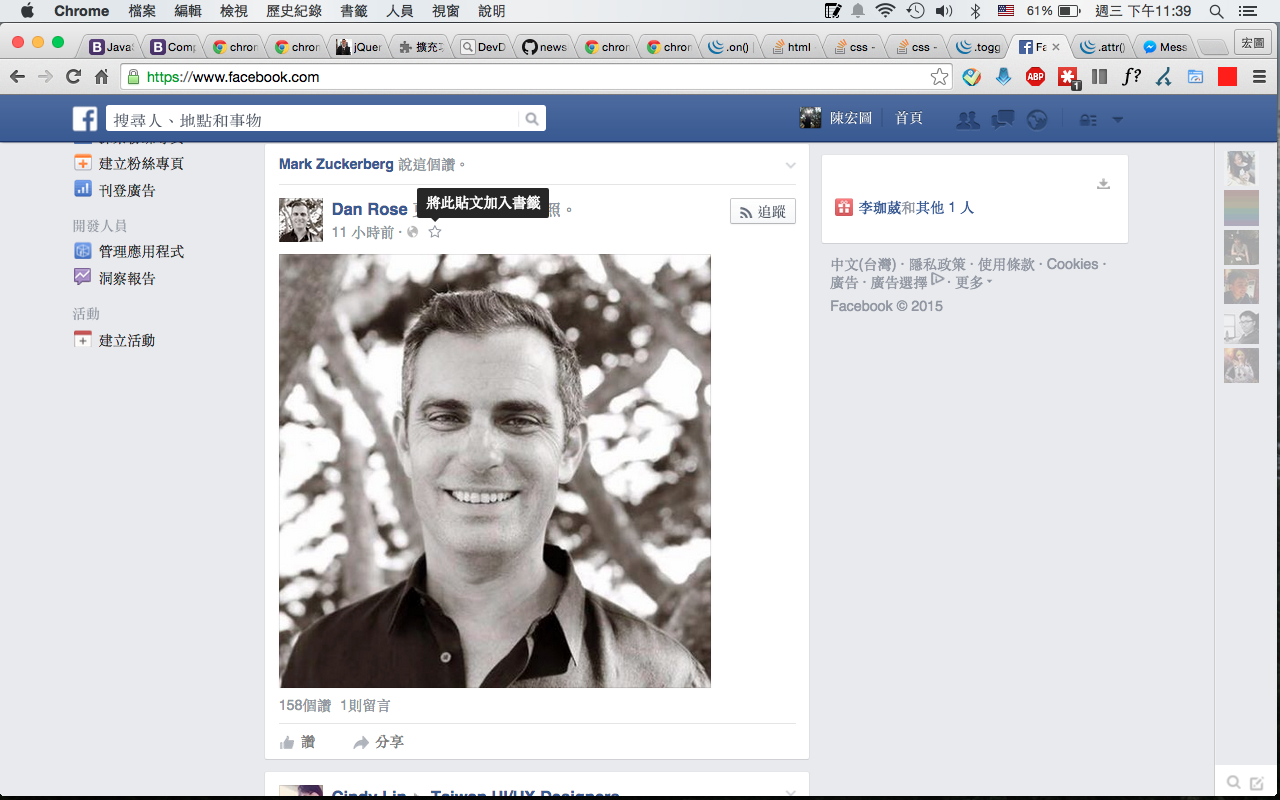 Chrome 檔案 編輯 檢視 歷史紀錄 書籤 人員 視窗 說明 61% 週三 下午11:39
JavaS Comp chron chron jQuer 擴充功 DevD news chron chron .on() html - css - css - .togg Fa .attr() Mess 宏圖
https://www.facebook.com ABP 1 f?
搜尋人、地點和事物 陳宏圖 首頁
建立粉絲專頁
刊登廣告
開發人員
管理應用程式
洞察報告
活動
建立活動
Mark Zuckerberg 說這個讚。
將此貼文加入書籤
Dan Rose 照。
追蹤
11 小時前 ·
158個讚 1則留言
讚 分享
Cindy Lin Taiwan UI/UX Designers
李珈葳和其他 1 人
中文(台灣) · 隱私政策 · 使用條款 · Cookies ·
廣告 · 廣告選擇 · 更多
Facebook © 2015